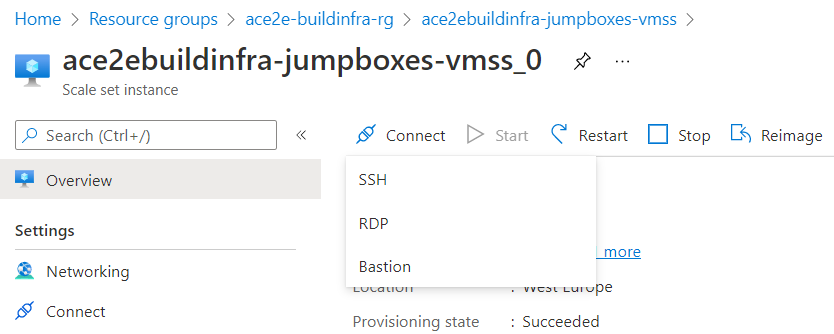 Home > Resource groups > ace2e-buildinfra-rg > ace2ebuildinfra-jumpboxes-vmss >
ace2ebuildinfra-jumpboxes-vmss_0 ...
Scale set instance
Search (Ctrl+/) «
Connect Start Restart Stop Reimage
Overview
Settings
Networking
Connect
SSH
RDP
Bastion
more
Location : West Europe
Provisioning state : Succeeded